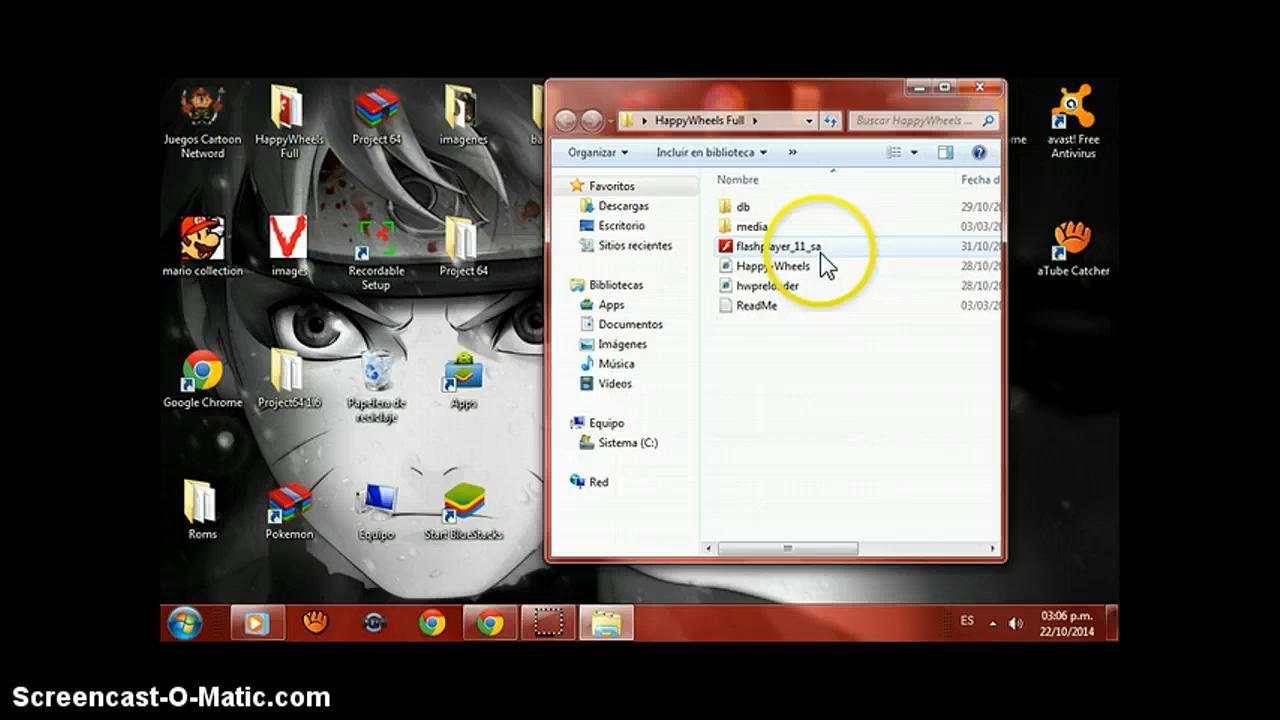 Juegos Cartoon
Netword
HappyWheels
Full
Project 64
imagenes
ba
HappyWheels Full
Buscar HappyWheels ...
me
avast! Free
Antivirus
Organizar
Incluir en biblioteca
»
Nombre
Fecha d
Favoritos
Descargas
Escritorio
Sitios recientes
Bibliotecas
Apps
Documentos
Imágenes
Música
Vídeos
Equipo
Sistema (C:)
Red
db
29/10/20
media
03/03/20
flashplayer_11_sa
31/10/20
Happy-Wheels
28/10/20
hwpreloader
28/10/20
ReadMe
03/03/20
mario collection
images
Recordable
Setup
Project 64
aTube Catcher
Google Chrome
Project64 1.6
Papelera de
reciclaje
Apps
Roms
Pokemon
Equipo
Start BlueStacks
ES
03:06 p.m.
22/10/2014
Screencast-O-Matic.com